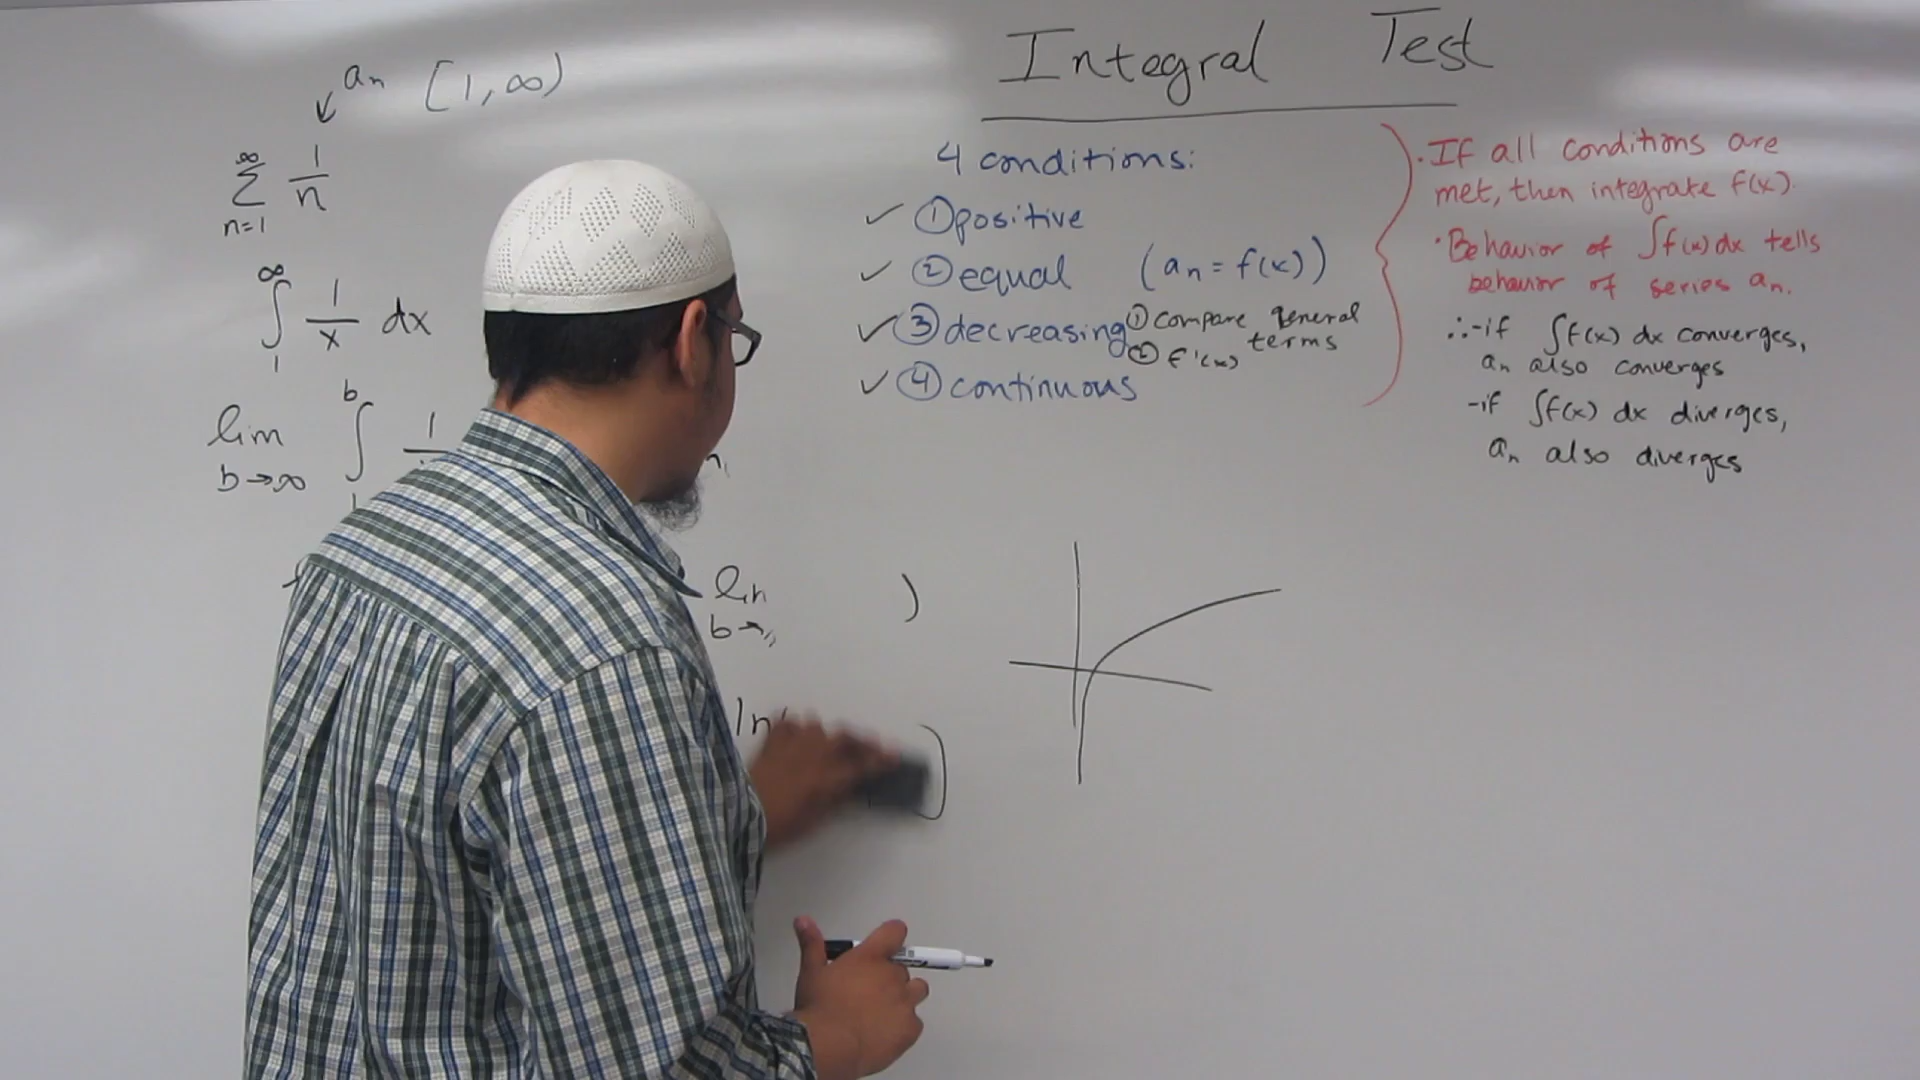 aₙ [1, ∞)
∞
Σ 1/n
n=1
∞
∫ 1/x dx
1
b
lim ∫ 1
b→∞
lin
b→
)
ln
Integral Test
4 conditions:
✓ ① positive
✓ ② equal (aₙ = f(x))
✓ ③ decreasing ① compare general terms
② f'(x)
✓ ④ continuous
· If all conditions are
met, then integrate f(x).
· Behavior of ∫f(x)dx tells
behavior of series aₙ.
∴ -if ∫f(x) dx converges,
aₙ also converges
-if ∫f(x) dx diverges,
aₙ also diverges